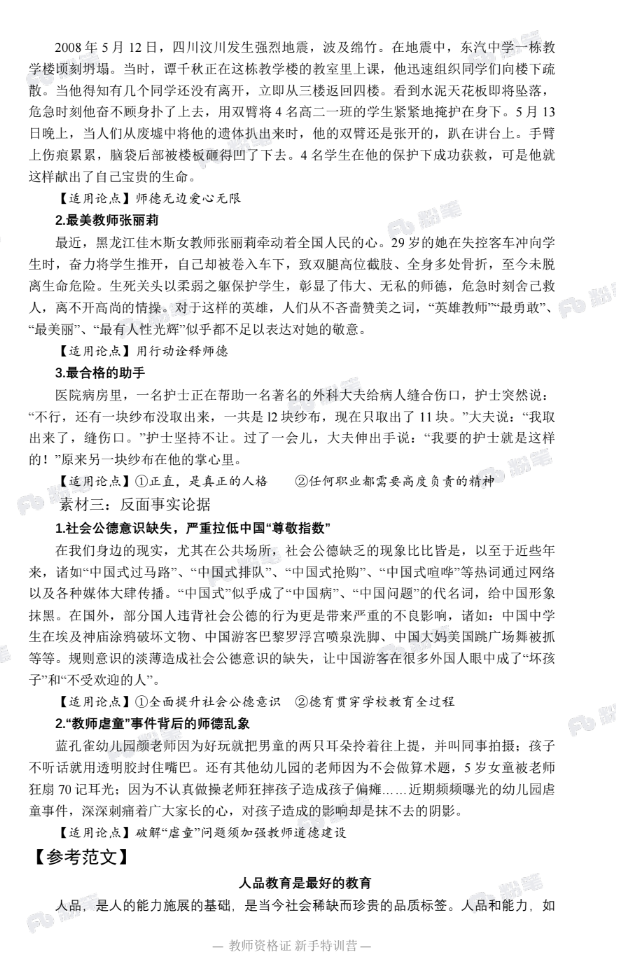 2008 年 5 月 12 日，四川汶川发生强烈地震，波及绵竹。在地震中，东汽中学一栋教
学楼顷刻坍塌。当时，谭千秋正在这栋教学楼的教室里上课，他迅速组织同学们向楼下疏
散。当他得知有几个同学还没有离开，立即从三楼返回四楼。看到水泥天花板即将坠落，
危急时刻他奋不顾身扑了上去，用双臂将 4 名高二一班的学生紧紧地掩护在身下。5 月 13
日晚上，当人们从废墟中将他的遗体扒出来时，他的双臂还是张开的，趴在讲台上。手臂
上伤痕累累，脑袋后部被楼板砸得凹了下去。4 名学生在他的保护下成功获救，可是他就
这样献出了自己宝贵的生命。
【适用论点】师德无边爱心无限
2.最美教师张丽莉
最近，黑龙江佳木斯女教师张丽莉牵动着全国人民的心。29 岁的她在失控客车冲向学
生时，奋力将学生推开，自己却被卷入车下，致双腿高位截肢、全身多处骨折，至今未脱
离生命危险。生死关头以柔弱之躯保护学生，彰显了伟大、无私的师德，危急时刻舍己救
人，离不开高尚的情操。对于这样的英雄，人们从不吝啬赞美之词，“英雄教师”“最勇敢”、
“最美丽”、“最有人性光辉”似乎都不足以表达对她的敬意。
【适用论点】用行动诠释师德
3.最合格的助手
医院病房里，一名护士正在帮助一名著名的外科大夫给病人缝合伤口，护士突然说：
“不行，还有一块纱布没取出来，一共是 12 块纱布，现在只取出了 11 块。”大夫说：“我取
出来了，缝伤口。”护士坚持不让。过了一会儿，大夫伸出手说：“我要的护士就是这样
的！”原来另一块纱布在他的掌心里。
【适用论点】①正直，是真正的人格 ②任何职业都需要高度负责的精神
素材三：反面事实论据
1.社会公德意识缺失，严重拉低中国“尊敬指数”
在我们身边的现实，尤其在公共场所，社会公德缺乏的现象比比皆是，以至于近些年
来，诸如“中国式过马路”、“中国式排队”、“中国式抢购”、“中国式喧哗”等热词通过网络
以及各种媒体大肆传播。“中国式”似乎成了“中国病”、“中国问题”的代名词，给中国形象
抹黑。在国外，部分国人违背社会公德的行为更是带来严重的不良影响，诸如：中国中学
生在埃及神庙涂鸦破坏文物、中国游客巴黎罗浮宫喷泉洗脚、中国大妈美国跳广场舞被抓
等等。规则意识的淡薄造成社会公德意识的缺失，让中国游客在很多外国人眼中成了“坏孩
子”和“不受欢迎的人”。
【适用论点】①全面提升社会公德意识 ②德育贯穿学校教育全过程
2.“教师虐童”事件背后的师德乱象
蓝孔雀幼儿园颜老师因为好玩就把男童的两只耳朵拎着往上提，并叫同事拍摄；孩子
不听话就用透明胶封住嘴巴。还有其他幼儿园的老师因为不会做算术题，5 岁女童被老师
狂扇 70 记耳光；因为不认真做操老师狂摔孩子造成孩子偏瘫……近期频频曝光的幼儿园虐
童事件，深深刺痛着广大家长的心，对孩子造成的影响却是抹不去的阴影。
【适用论点】破解“虐童”问题须加强教师道德建设
【参考范文】
人品教育是最好的教育
人品，是人的能力施展的基础，是当今社会稀缺而珍贵的品质标签。人品和能力，如
— 教师资格证 新手特训营 —